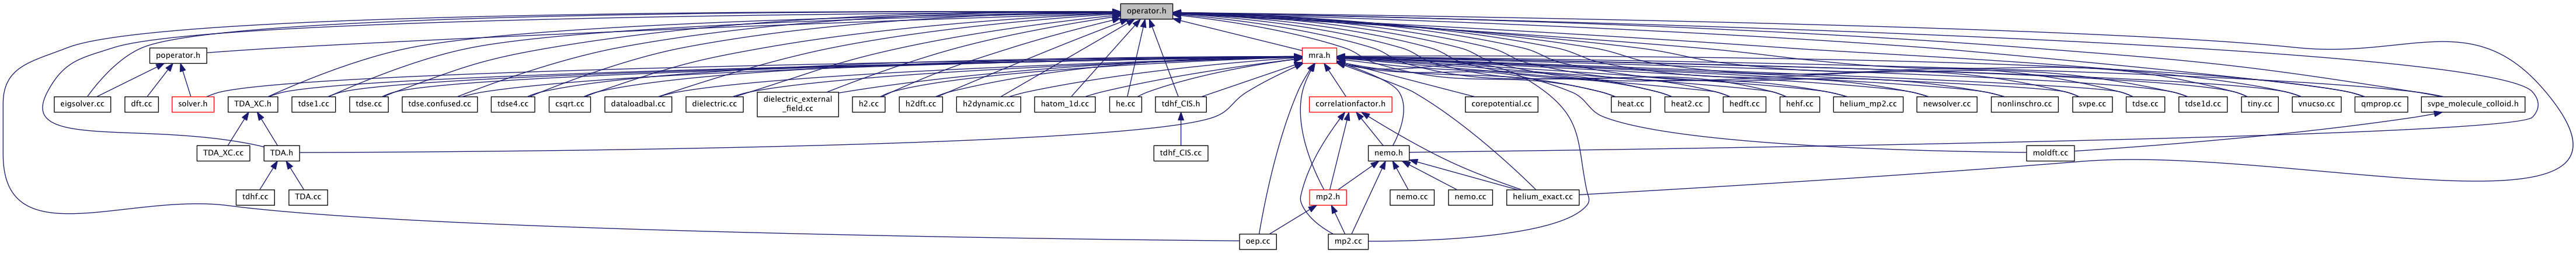 operator.h
poperator.h
mra.h
eigsolver.cc
dft.cc
solver.h
TDA_XC.h
tdse1.cc
tdse.cc
tdse.confused.cc
tdse4.cc
csqrt.cc
dataloadbal.cc
dielectric.cc
dielectric_external
_field.cc
h2.cc
h2dft.cc
h2dynamic.cc
hatom_1d.cc
he.cc
tdhf_CIS.h
correlationfactor.h
corepotential.cc
heat.cc
heat2.cc
hedft.cc
hehf.cc
helium_mp2.cc
newsolver.cc
nonlinschro.cc
svpe.cc
tdse.cc
tdse1d.cc
tiny.cc
vnucso.cc
qmprop.cc
svpe_molecule_colloid.h
TDA_XC.cc
TDA.h
tdhf_CIS.cc
nemo.h
moldft.cc
tdhf.cc
TDA.cc
mp2.h
nemo.cc
nemo.cc
helium_exact.cc
oep.cc
mp2.cc